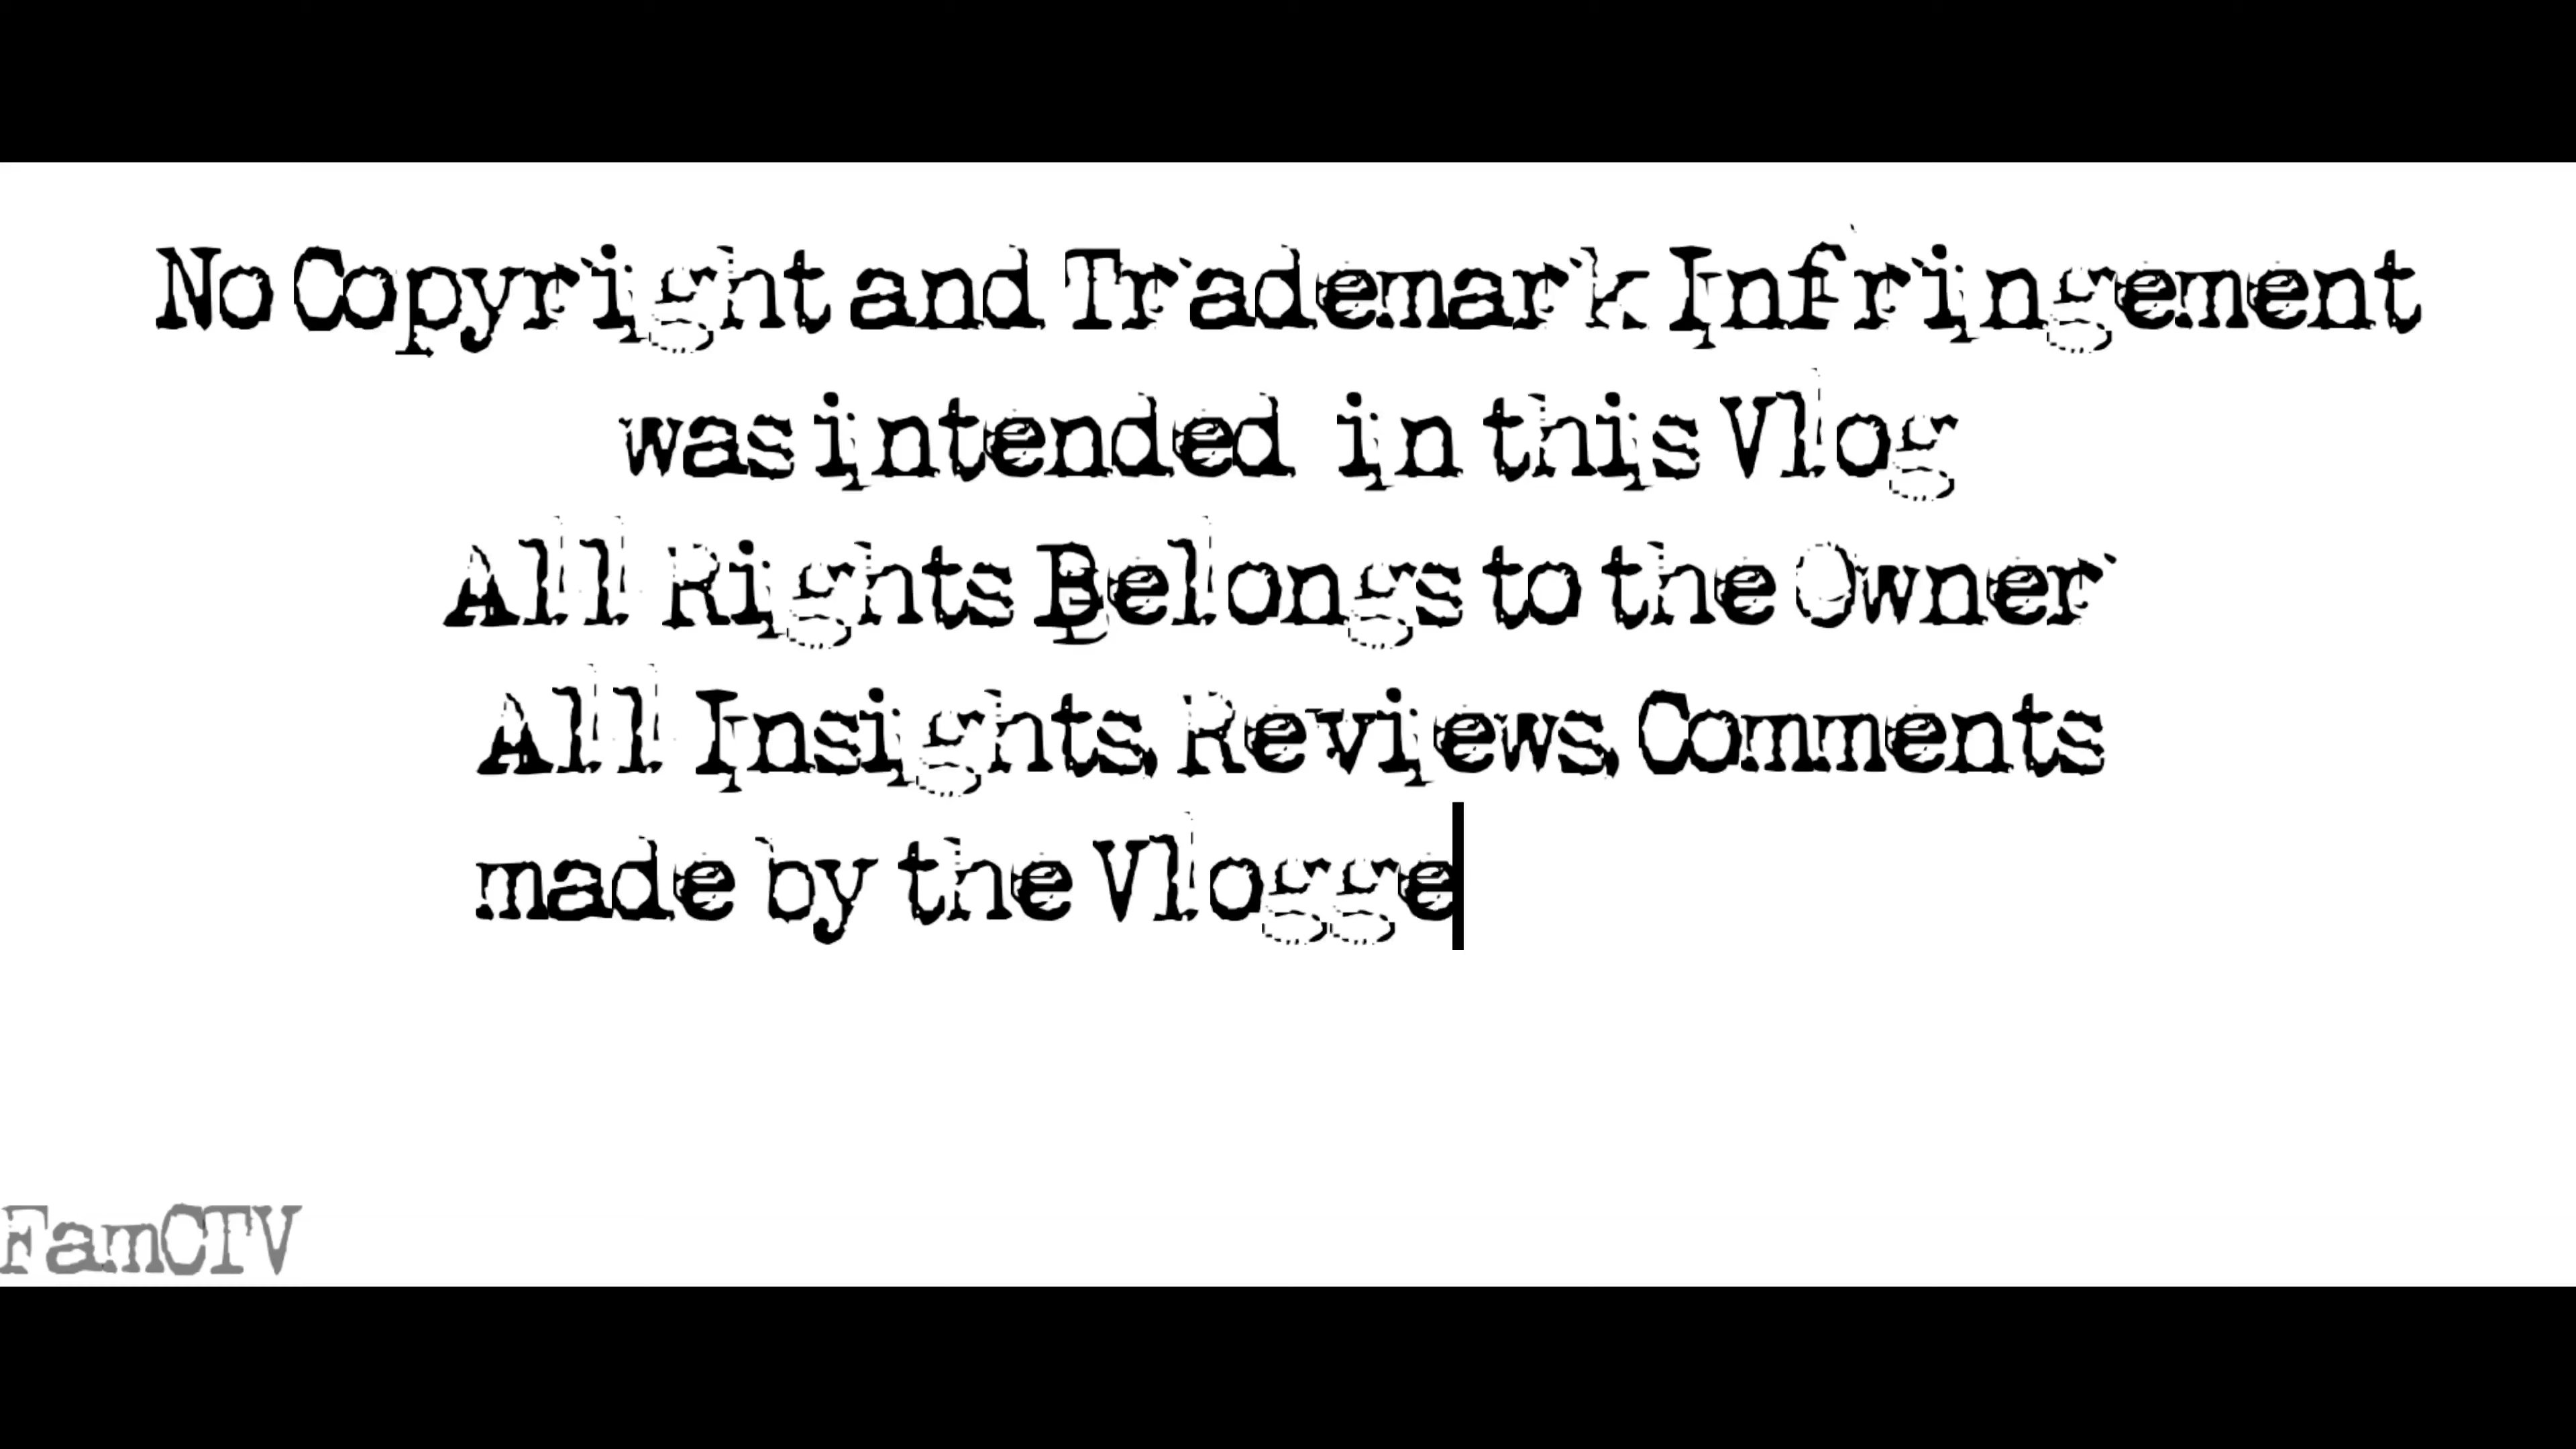 No Copyright and Trademark Infringement
was intended in this Vlog
All Rights Belongs to the Owner
All Insights, Reviews, Comments
made by the Vlogge
FamCTV